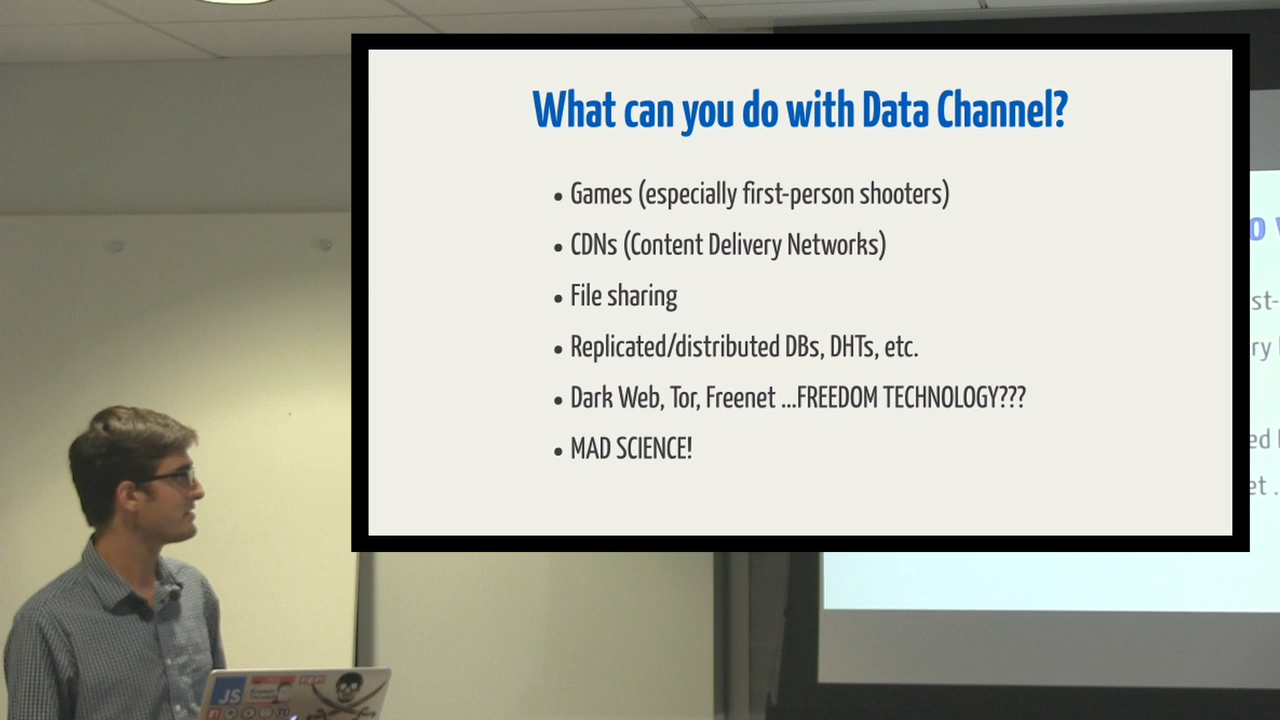 What can you do with Data Channel?
• Games (especially first-person shooters)
• CDNs (Content Delivery Networks)
• File sharing
• Replicated/distributed DBs, DHTs, etc.
• Dark Web, Tor, Freenet ...FREEDOM TECHNOLOGY???
• MAD SCIENCE!
JS